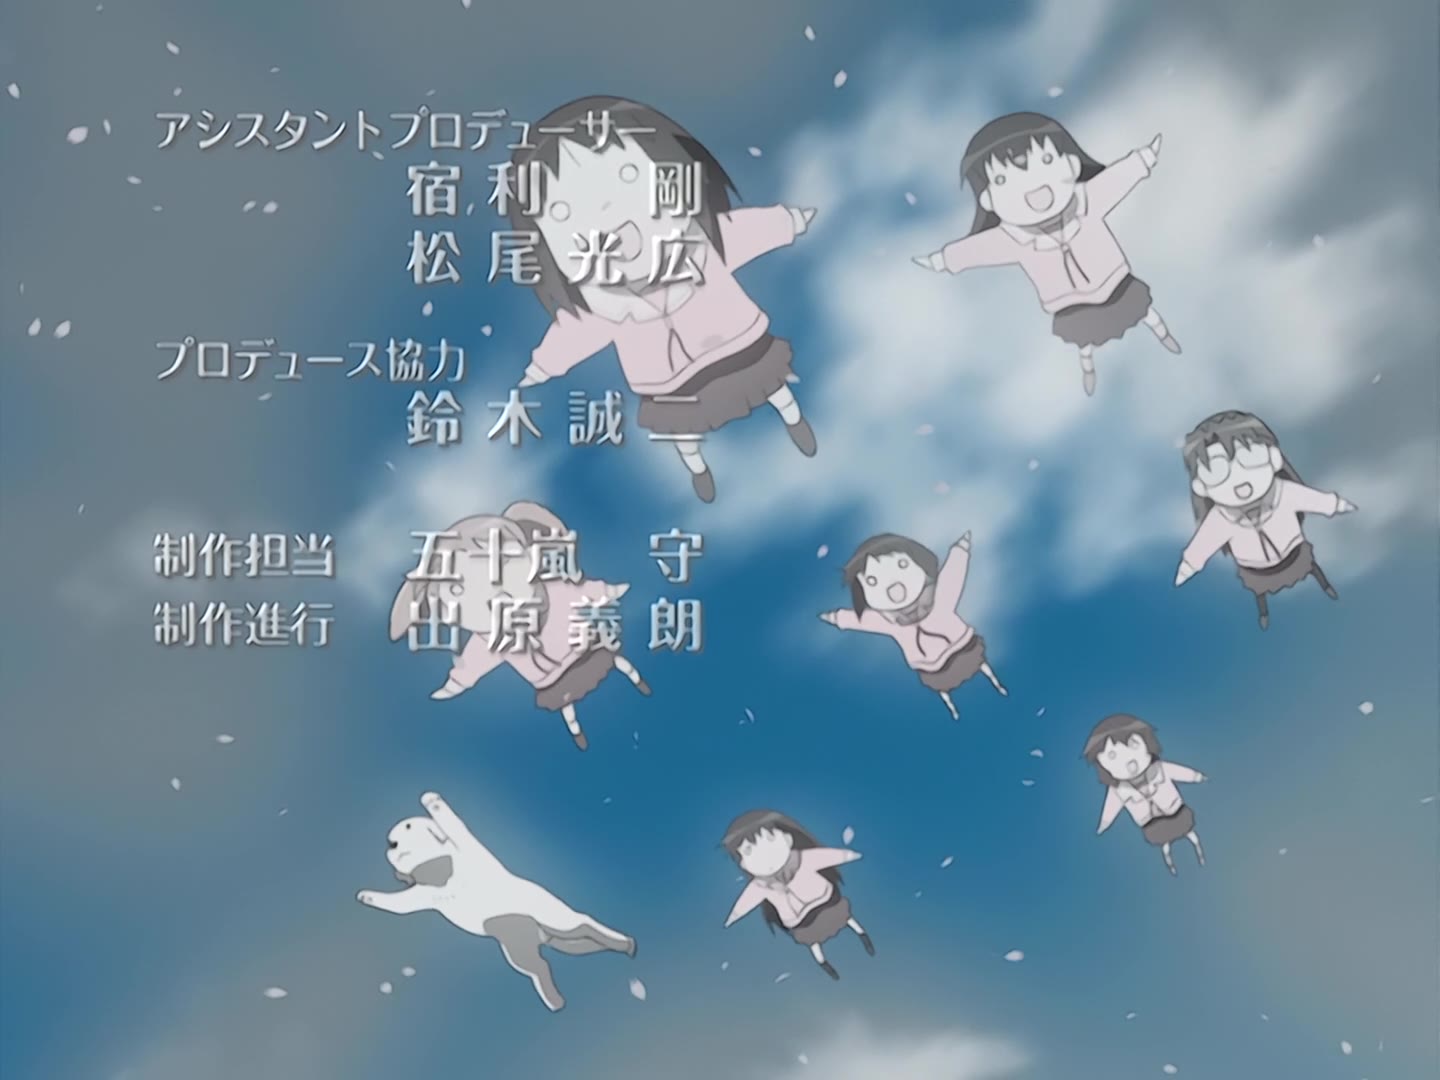 アシスタントプロデューサー
宿利 剛
松尾光広
プロデュース協力
鈴木誠二
制作担当 五十嵐 守
制作進行 出原義朗